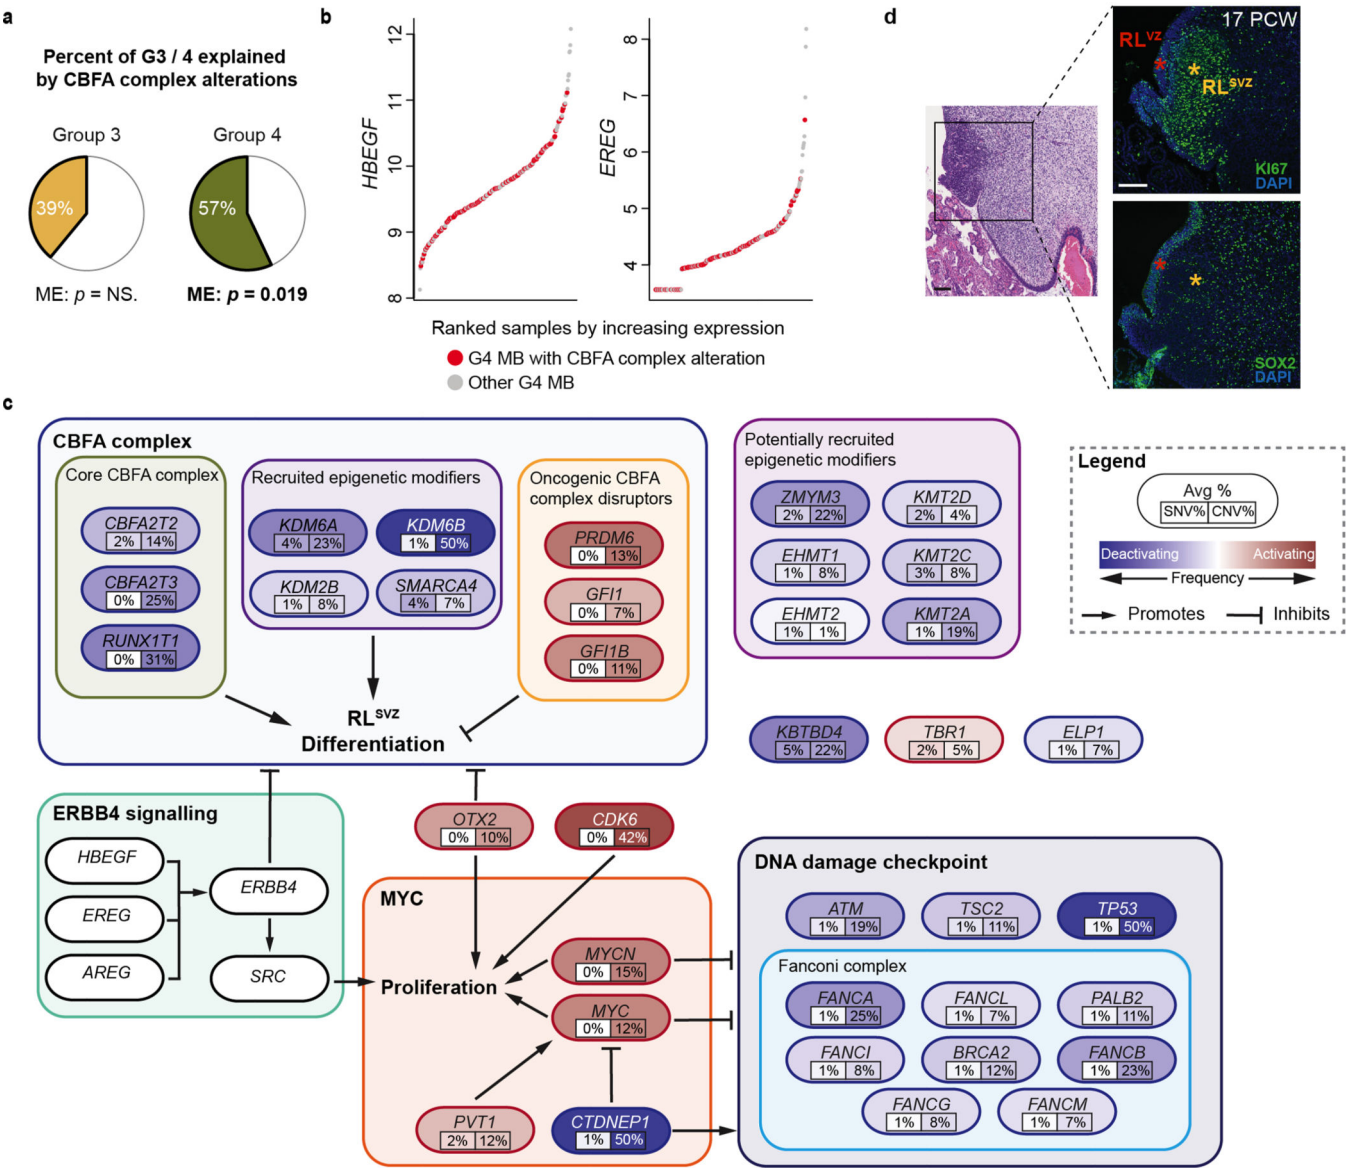 a
Percent of G3 / 4 explained
by CBFA complex alterations
Group 3
Group 4
39%
57%
ME: p = NS.
ME: p = 0.019
b
HBEGF
12
11
10
9
8
EREG
8
7
6
5
4
Ranked samples by increasing expression
G4 MB with CBFA complex alteration
Other G4 MB
d
17 PCW
RLVZ
*
*
RLSVZ
KI67
DAPI
*
*
SOX2
DAPI
c
CBFA complex
Core CBFA complex
CBFA2T2
2% 14%
CBFA2T3
0% 25%
RUNX1T1
0% 31%
Recruited epigenetic modifiers
KDM6A
4% 23%
KDM6B
1% 50%
KDM2B
1% 8%
SMARCA4
4% 7%
Oncogenic CBFA
complex disruptors
PRDM6
0% 13%
GFI1
0% 7%
GFI1B
0% 11%
RLSVZ
Differentiation
Potentially recruited
epigenetic modifiers
ZMYM3
2% 22%
KMT2D
2% 4%
EHMT1
1% 8%
KMT2C
3% 8%
EHMT2
1% 1%
KMT2A
1% 19%
Legend
Avg %
SNV% CNV%
Deactivating
Activating
Frequency
Promotes
Inhibits
KBTBD4
5% 22%
TBR1
2% 5%
ELP1
1% 7%
ERBB4 signalling
HBEGF
EREG
AREG
ERBB4
SRC
OTX2
0% 10%
CDK6
0% 42%
MYC
Proliferation
MYCN
0% 15%
MYC
0% 12%
PVT1
2% 12%
CTDNEP1
1% 50%
DNA damage checkpoint
ATM
1% 19%
TSC2
1% 11%
TP53
1% 50%
Fanconi complex
FANCA
1% 25%
FANCL
1% 7%
PALB2
1% 11%
FANCI
1% 8%
BRCA2
1% 12%
FANCB
1% 23%
FANCG
1% 8%
FANCM
1% 7%